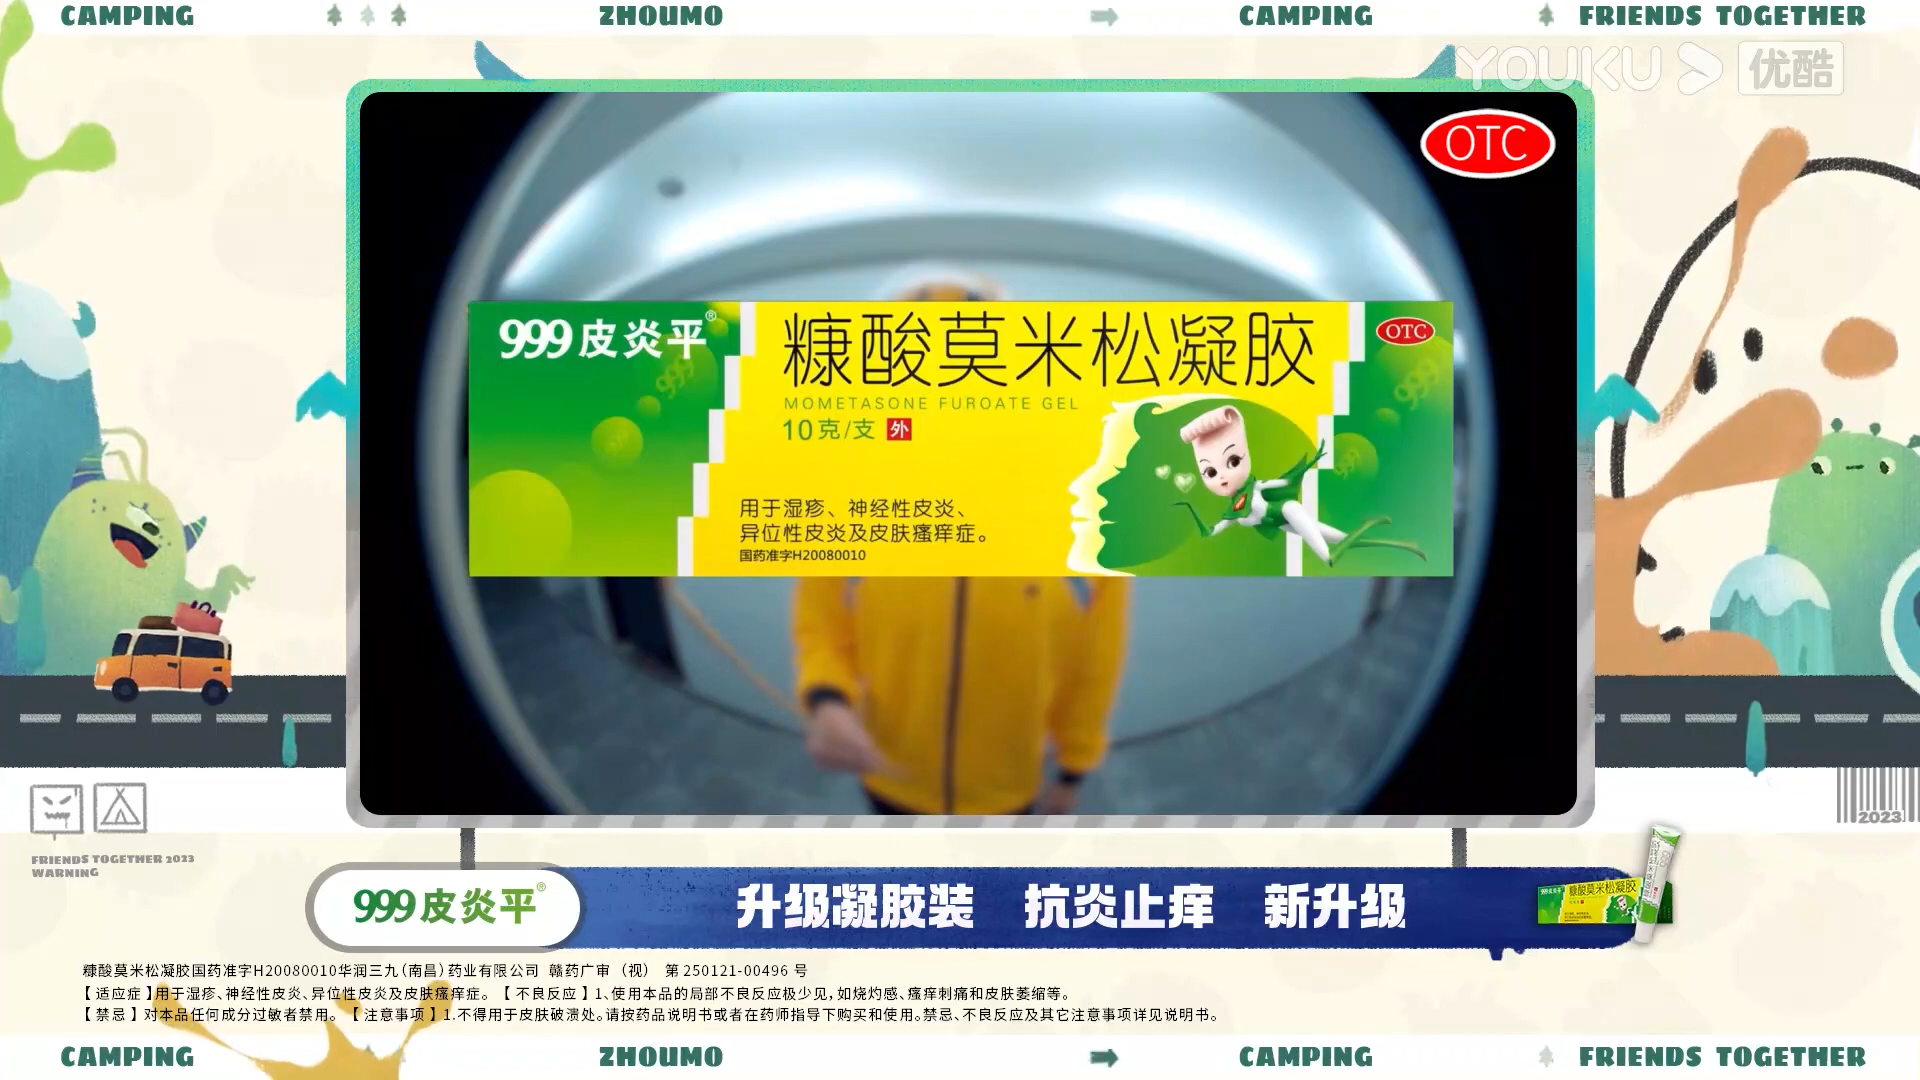 CAMPING ZHOUMO CAMPING FRIENDS TOGETHER
YOUKU 优酷
OTC
999皮炎平®
糠酸莫米松凝胶
OTC
MOMETASONE FUROATE GEL
10克/支 外
用于湿疹、神经性皮炎、
异位性皮炎及皮肤瘙痒症。
国药准字H20080010
2023
FRIENDS TOGETHER 2023
WARNING
999皮炎平®
升级凝胶装 抗炎止痒 新升级
999皮炎平 糠酸莫米松凝胶
糠酸莫米松凝胶国药准字H20080010华润三九(南昌)药业有限公司 赣药广审（视） 第250121-00496号
【适应症】用于湿疹、神经性皮炎、异位性皮炎及皮肤瘙痒症。【不良反应】1、使用本品的局部不良反应极少见,如烧灼感、瘙痒刺痛和皮肤萎缩等。
【禁忌】对本品任何成分过敏者禁用。【注意事项】1.不得用于皮肤破溃处。请按药品说明书或者在药师指导下购买和使用。禁忌、不良反应及其它注意事项详见说明书。
CAMPING ZHOUMO CAMPING FRIENDS TOGETHER